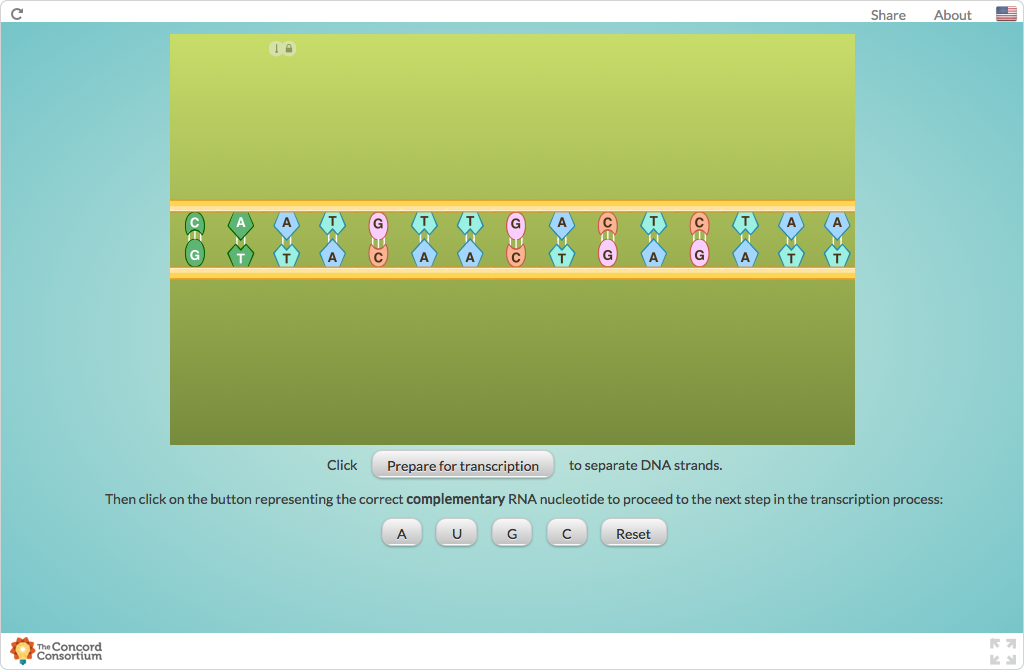 Share About
C A A T G T T G A C T C T A A
G T T A C A A C T G A G A T T
Click Prepare for transcription to separate DNA strands.
Then click on the button representing the correct complementary RNA nucleotide to proceed to the next step in the transcription process:
A U G C Reset
The Concord
Consortium